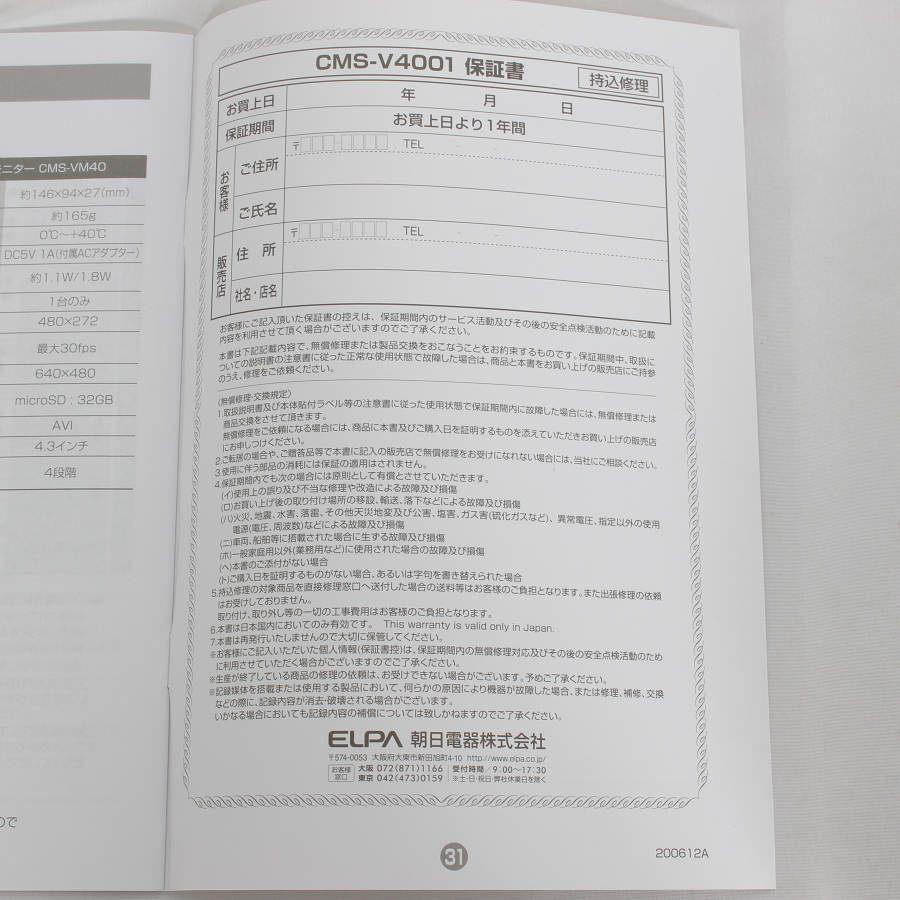 モニター CMS-VM40
約146×94×27(mm)
約165g
0℃~+40℃
DC5V 1A(付属ACアダプター)
約1.1W/1.8W
1台のみ
480×272
最大30fps
640×480
microSD:32GB
AVI
4.3インチ
4段階
ので
CMS-V4001 保証書
持込修理
お買上日 年 月 日
保証期間 お買上日より1年間
お客様
ご住所 〒 - TEL - -
ご氏名
販売店
住 所 〒 - TEL - -
社名・店名
お客様にご記入頂いた保証書の控えは、保証期間内のサービス活動及びその後の安全点検活動のために記載
内容を利用させて頂く場合がございますのでご了承ください。
本書は下記記載内容で、無償修理または製品交換をおこなうことをお約束するものです。保証期間中、取扱に
ついての説明書の注意書に従った正常な使用状態で故障した場合は、商品と本書をお買い上げの販売店にご持参
のうえ、修理をご依頼ください。
〈無償修理・交換規定〉
1.取扱説明書及び本体貼付ラベル等の注意書に従った使用状態で保証期間内に故障した場合には、無償修理または
商品交換をさせて頂きます。
無償修理をご依頼になる場合には、商品に本書及びご購入日を証明するものを添えていただきお買い上げの販売店
にお申しつけください。
2.ご転居の場合や、ご贈答品等で本書に記入の販売店で無償修理をお受けになれない場合には、当社にご相談ください。
3.使用に伴う部品の消耗には保証の適用はされません。
4.保証期間内でも次の場合には原則として有償とさせていただきます。
(イ)使用上の誤り及び不当な修理や改造による故障及び損傷
(ロ)お買い上げ後の取り付け場所の移設、輸送、落下などによる故障及び損傷
(ハ)火災、地震、水害、落雷、その他天災地変及び公害、塩害、ガス害(硫化ガスなど)、異常電圧、指定以外の使用
電源(電圧、周波数)などによる故障及び損傷
(ニ)車両、船舶等に搭載された場合に生ずる故障及び損傷
(ホ)一般家庭用以外(業務用など)に使用された場合の故障及び損傷
(ヘ)本書のご添付がない場合
(ト)ご購入日を証明するものがない場合、あるいは字句を書き替えられた場合
5.持込修理の対象商品を直接修理窓口へ送付した場合の送料等はお客様のご負担となります。また出張修理の依頼
はお受けしておりません。
取り付け、取り外し等の一切の工事費用はお客様のご負担となります。
6.本書は日本国内においてのみ有効です。 This warranty is valid only in Japan.
7.本書は再発行いたしませんので大切に保管してください。
※お客様にご記入いただいた個人情報(保証書控)は、保証期間内の無償修理対応及びその後の安全点検活動のため
に利用させていただく場合がございますのでご了承ください。
※生産が終了している商品の修理の依頼は、お受けできない場合がございます。予めご了承ください。
※記録媒体を搭載または使用する製品において、何らかの原因により機器が故障した場合、または修理、補修、交換
などの際に、記録内容が消去・破壊される場合がございます。
いかなる場合においても記録内容の補償については致しかねますのでご了承ください。
ELPA 朝日電器株式会社
〒574-0053 大阪府大東市新田旭町4-10 http://www.elpa.co.jp/
お客様窓口 大阪 072(871)1166 受付時間/9:00~17:30
東京 042(473)0159 ※土・日・祝日・弊社休業日を除く
31
200612A